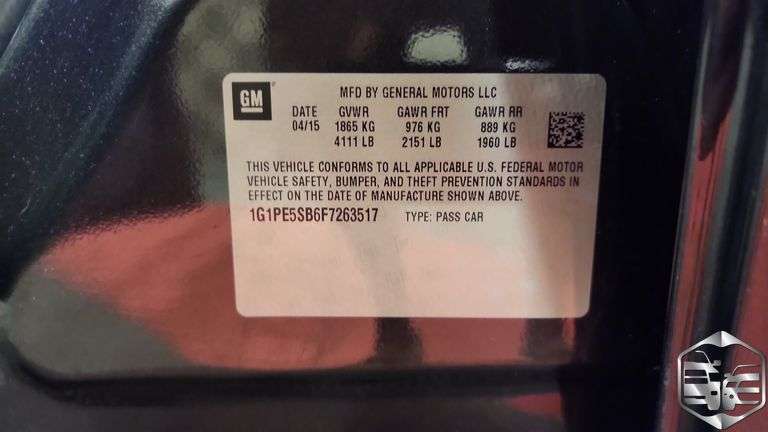 GM
MFD BY GENERAL MOTORS LLC
DATE GVWR GAWR FRT GAWR RR
04/15 1865 KG 976 KG 889 KG
4111 LB 2151 LB 1960 LB
THIS VEHICLE CONFORMS TO ALL APPLICABLE U.S. FEDERAL MOTOR
VEHICLE SAFETY, BUMPER, AND THEFT PREVENTION STANDARDS IN
EFFECT ON THE DATE OF MANUFACTURE SHOWN ABOVE.
1G1PE5SB6F7263517 TYPE: PASS CAR